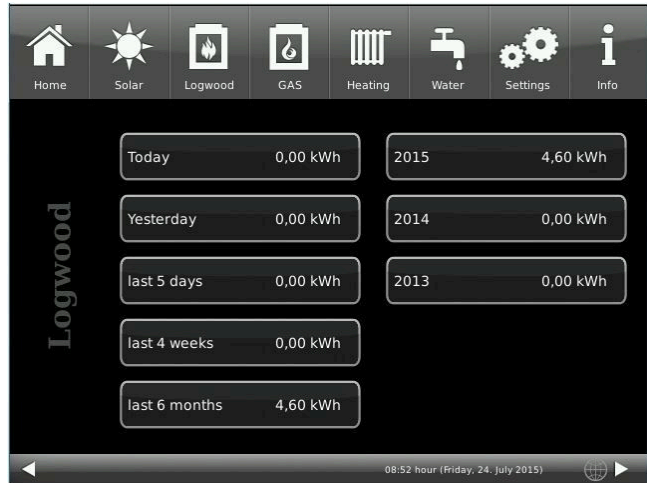 Home Solar Logwood GAS Heating Water Settings Info
Logwood
Today 0,00 kWh
Yesterday 0,00 kWh
last 5 days 0,00 kWh
last 4 weeks 0,00 kWh
last 6 months 4,60 kWh
2015 4,60 kWh
2014 0,00 kWh
2013 0,00 kWh
08:52 hour (Friday, 24. July 2015)